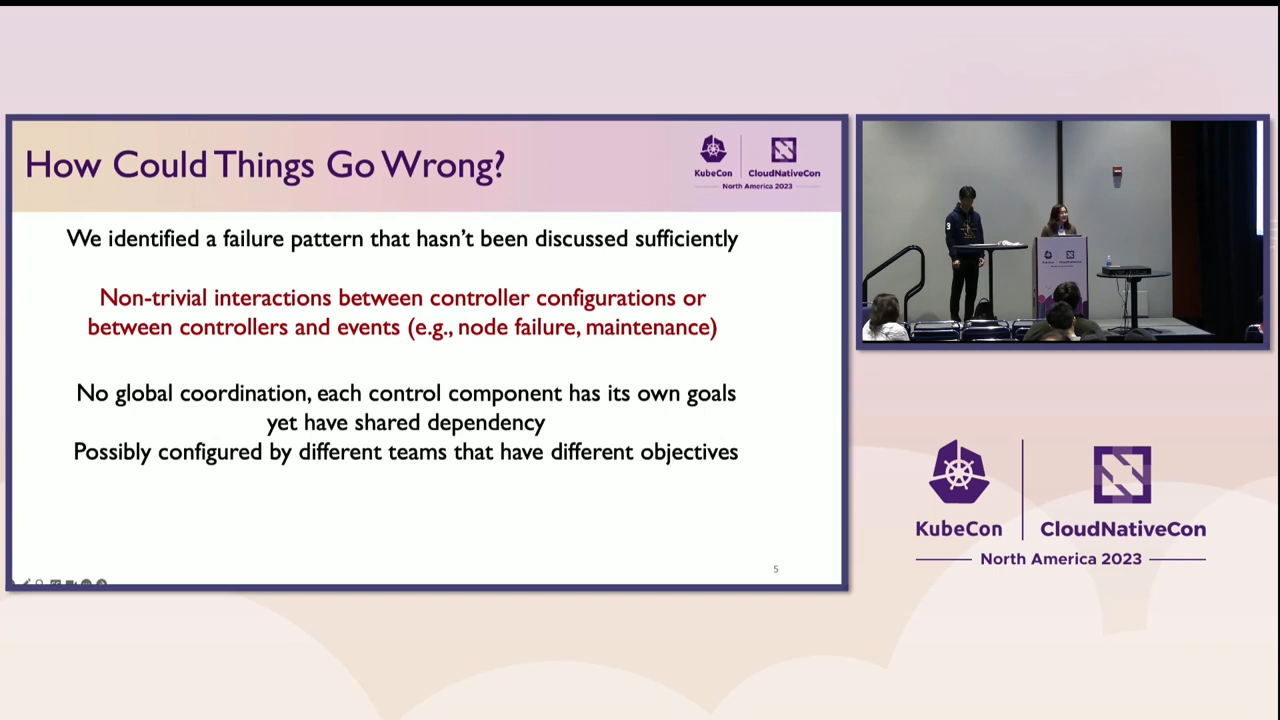 How Could Things Go Wrong?
KubeCon
CloudNativeCon
North America 2023
We identified a failure pattern that hasn't been discussed sufficiently
Non-trivial interactions between controller configurations or
between controllers and events (e.g., node failure, maintenance)
No global coordination, each control component has its own goals
yet have shared dependency
Possibly configured by different teams that have different objectives
5
KubeCon
CloudNativeCon
North America 2023